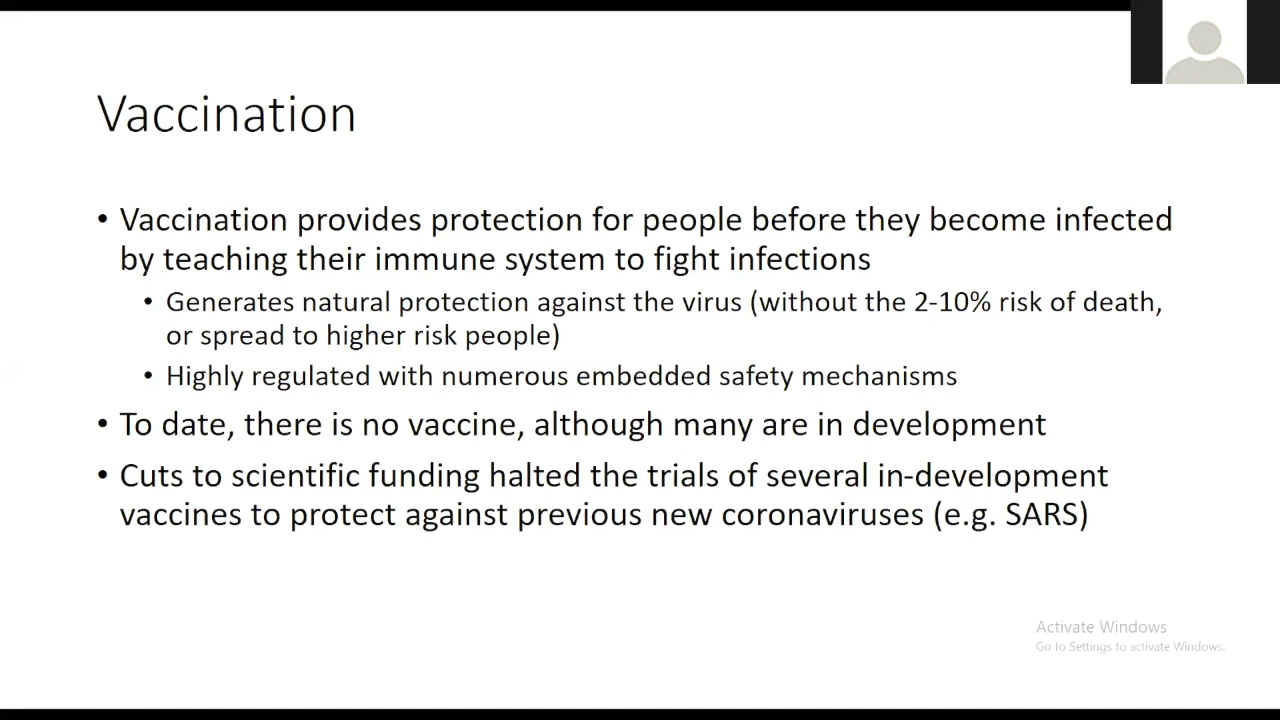 Vaccination
• Vaccination provides protection for people before they become infected
by teaching their immune system to fight infections
• Generates natural protection against the virus (without the 2-10% risk of death,
or spread to higher risk people)
• Highly regulated with numerous embedded safety mechanisms
• To date, there is no vaccine, although many are in development
• Cuts to scientific funding halted the trials of several in-development
vaccines to protect against previous new coronaviruses (e.g. SARS)
Activate Windows
Go to Settings to activate Windows.